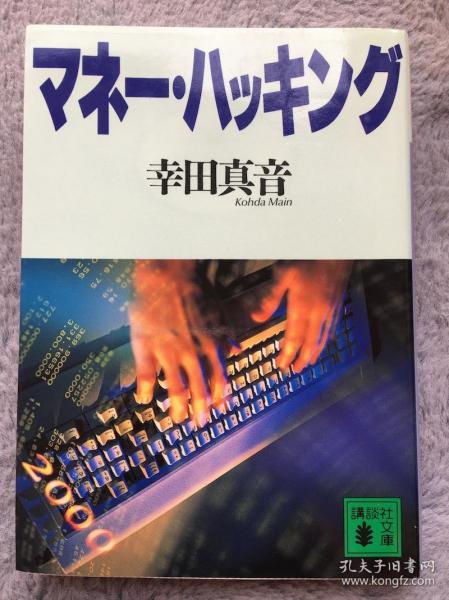 マネー・ハッキング
幸田真音
Kohda Main
2000
講談社
文庫
孔夫子旧书网
www.kongfz.com